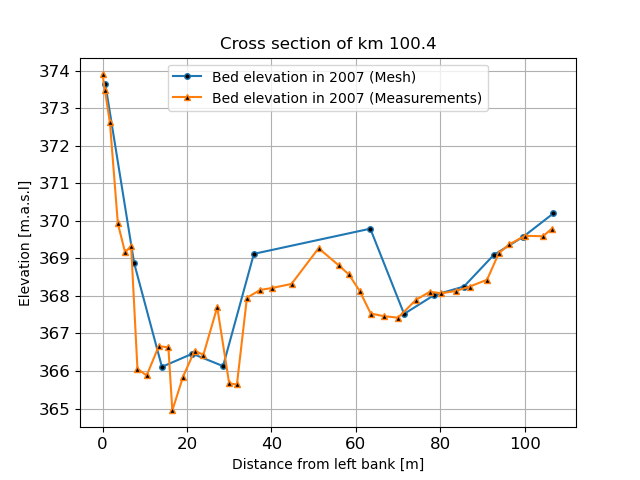 Cross section of km 100.4
Bed elevation in 2007 (Mesh)
Bed elevation in 2007 (Measurements)
374
373
372
371
370
369
368
367
366
365
Elevation [m.a.s.l]
0 20 40 60 80 100
Distance from left bank [m]